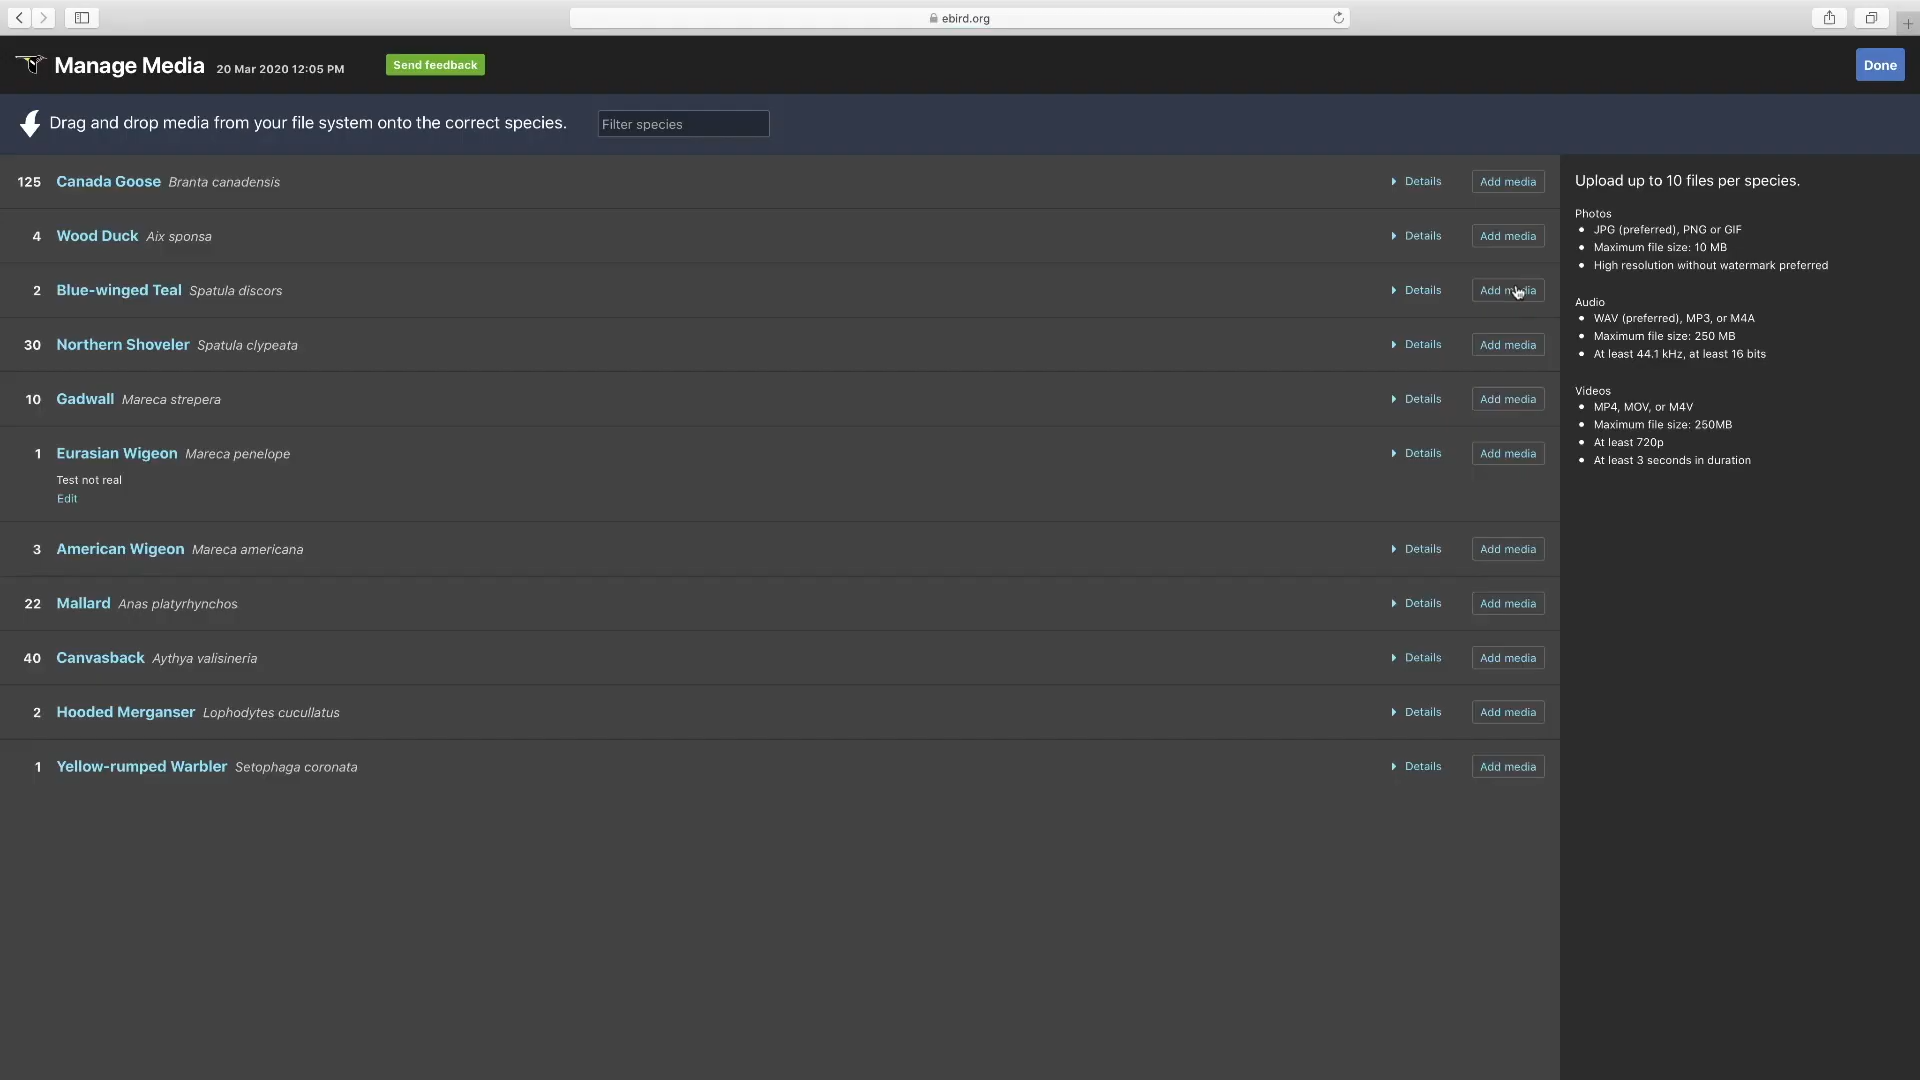 ebird.org
Manage Media 20 Mar 2020 12:05 PM Send feedback Done
Drag and drop media from your file system onto the correct species. Filter species
125 Canada Goose Branta canadensis Details Add media
4 Wood Duck Aix sponsa Details Add media
2 Blue-winged Teal Spatula discors Details Add media
30 Northern Shoveler Spatula clypeata Details Add media
10 Gadwall Mareca strepera Details Add media
1 Eurasian Wigeon Mareca penelope Details Add media
Test not real
Edit
3 American Wigeon Mareca americana Details Add media
22 Mallard Anas platyrhynchos Details Add media
40 Canvasback Aythya valisineria Details Add media
2 Hooded Merganser Lophodytes cucullatus Details Add media
1 Yellow-rumped Warbler Setophaga coronata Details Add media
Upload up to 10 files per species.
Photos
• JPG (preferred), PNG or GIF
• Maximum file size: 10 MB
• High resolution without watermark preferred
Audio
• WAV (preferred), MP3, or M4A
• Maximum file size: 250 MB
• At least 44.1 kHz, at least 16 bits
Videos
• MP4, MOV, or M4V
• Maximum file size: 250MB
• At least 720p
• At least 3 seconds in duration